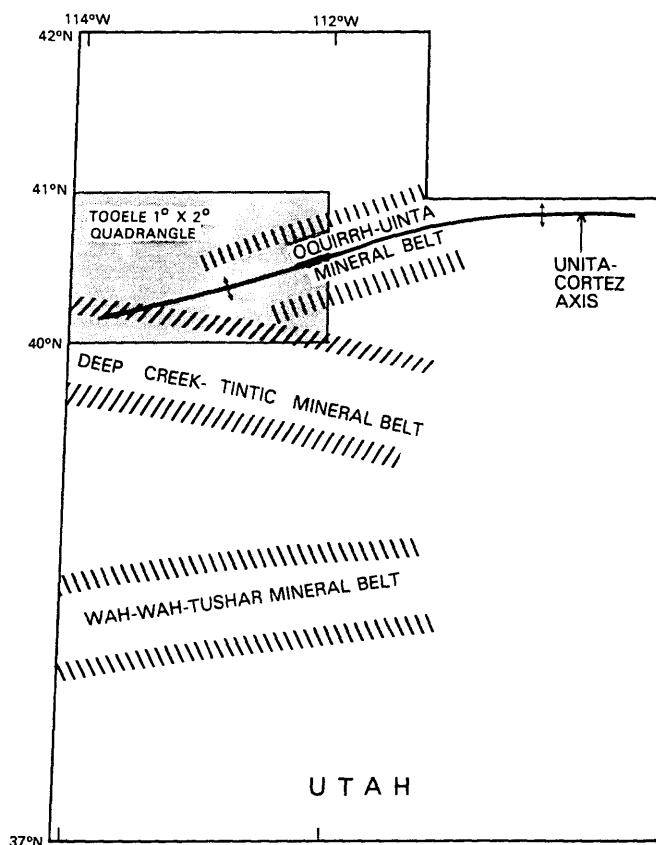 114°W 112°W
42°N
41°N
TOOELE 1° X 2°
QUADRANGLE
OQUIRRH-UINTA
MINERAL BELT
UNITA-
CORTEZ
AXIS
40°N
DEEP CREEK- TINTIC MINERAL BELT
WAH-WAH-TUSHAR MINERAL BELT
UTAH
37°N